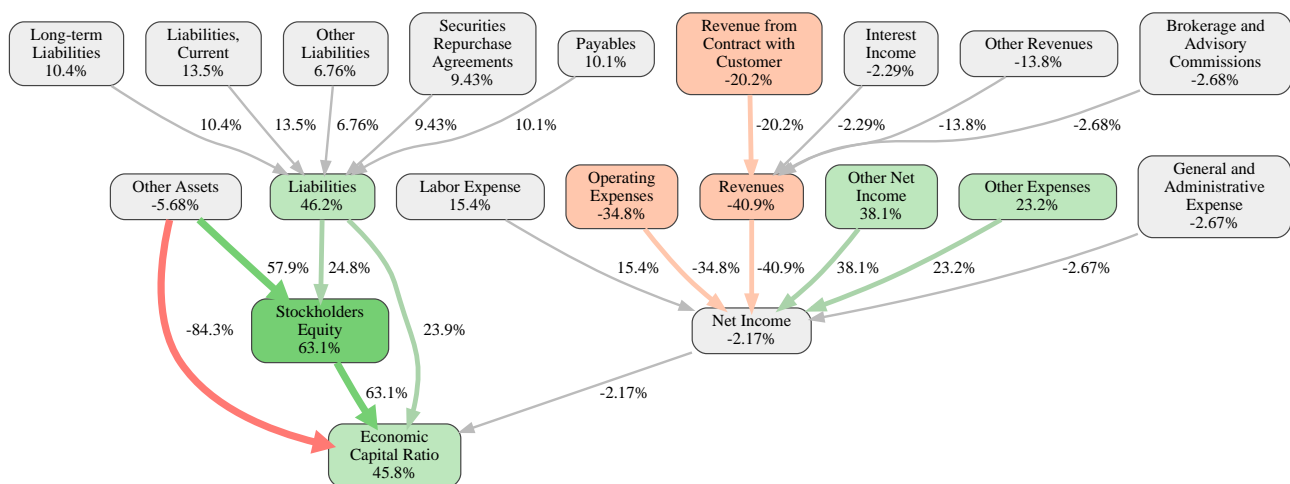 Long-term
Liabilities
10.4%
Liabilities,
Current
13.5%
Other
Liabilities
6.76%
Securities
Repurchase
Agreements
9.43%
Payables
10.1%
Revenue from
Contract with
Customer
-20.2%
Interest
Income
-2.29%
Other Revenues
-13.8%
Brokerage and
Advisory
Commissions
-2.68%
10.4%
13.5%
6.76%
9.43%
10.1%
-20.2%
-2.29%
-13.8%
-2.68%
Other Assets
-5.68%
Liabilities
46.2%
Labor Expense
15.4%
Operating
Expenses
-34.8%
Revenues
-40.9%
Other Net
Income
38.1%
Other Expenses
23.2%
General and
Administrative
Expense
-2.67%
57.9%
24.8%
15.4%
-34.8%
-40.9%
38.1%
23.2%
-2.67%
-84.3%
Stockholders
Equity
63.1%
23.9%
Net Income
-2.17%
63.1%
-2.17%
Economic
Capital Ratio
45.8%